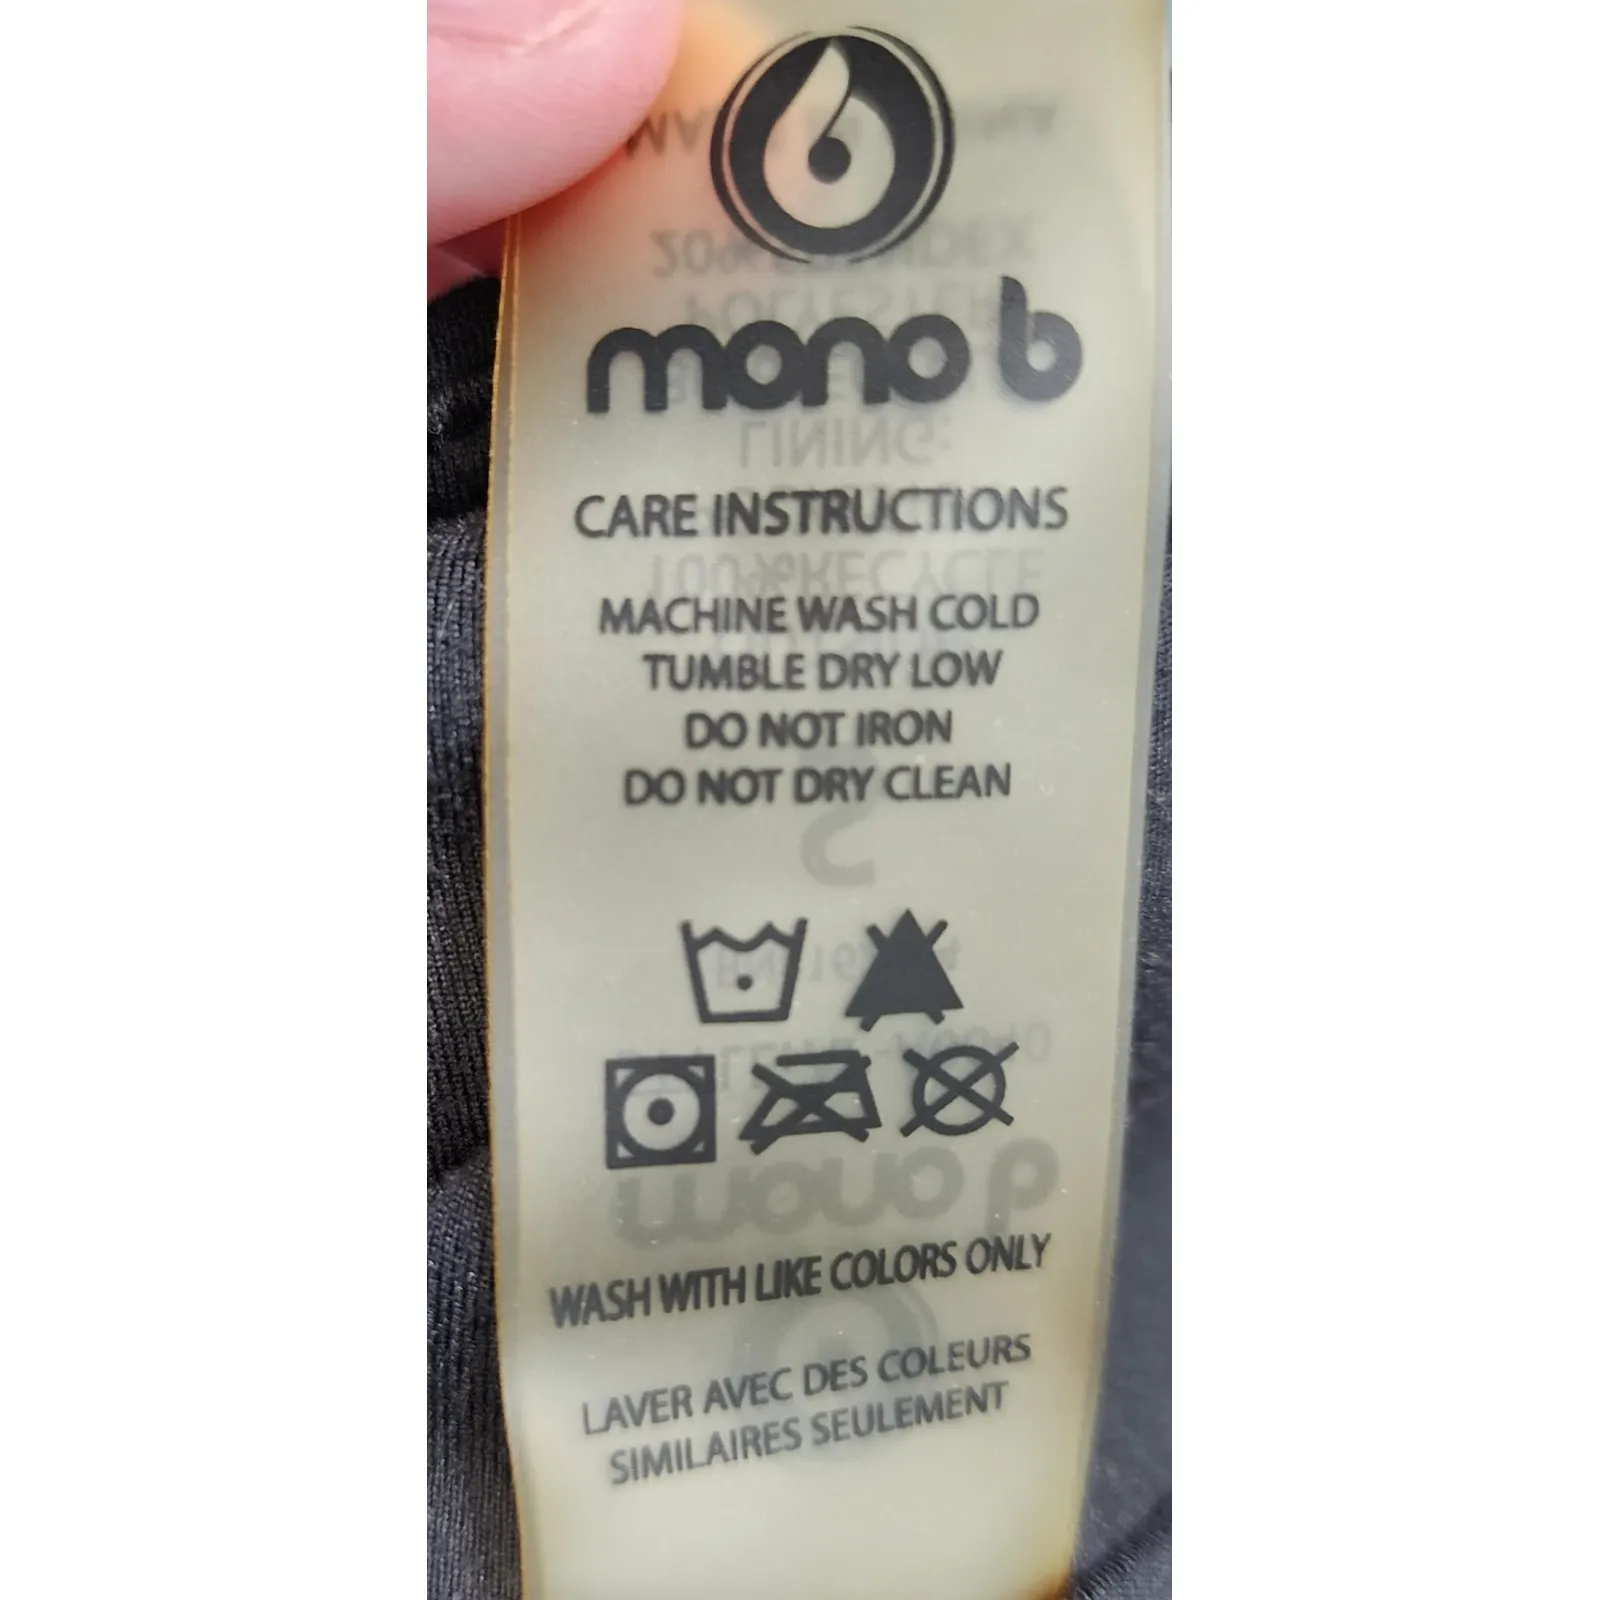 mono b
CARE INSTRUCTIONS
MACHINE WASH COLD
TUMBLE DRY LOW
DO NOT IRON
DO NOT DRY CLEAN
WASH WITH LIKE COLORS ONLY
LAVER AVEC DES COLEURS
SIMILAIRES SEULEMENT